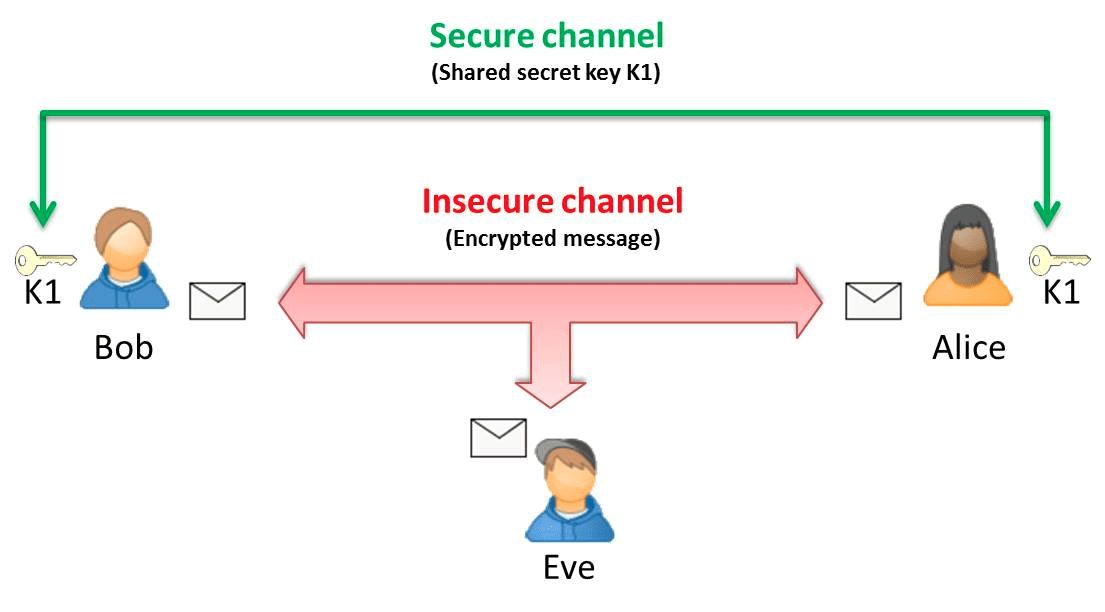 Secure channel
(Shared secret key K1)
Insecure channel
(Encrypted message)
K1
K1
Bob
Alice
Eve